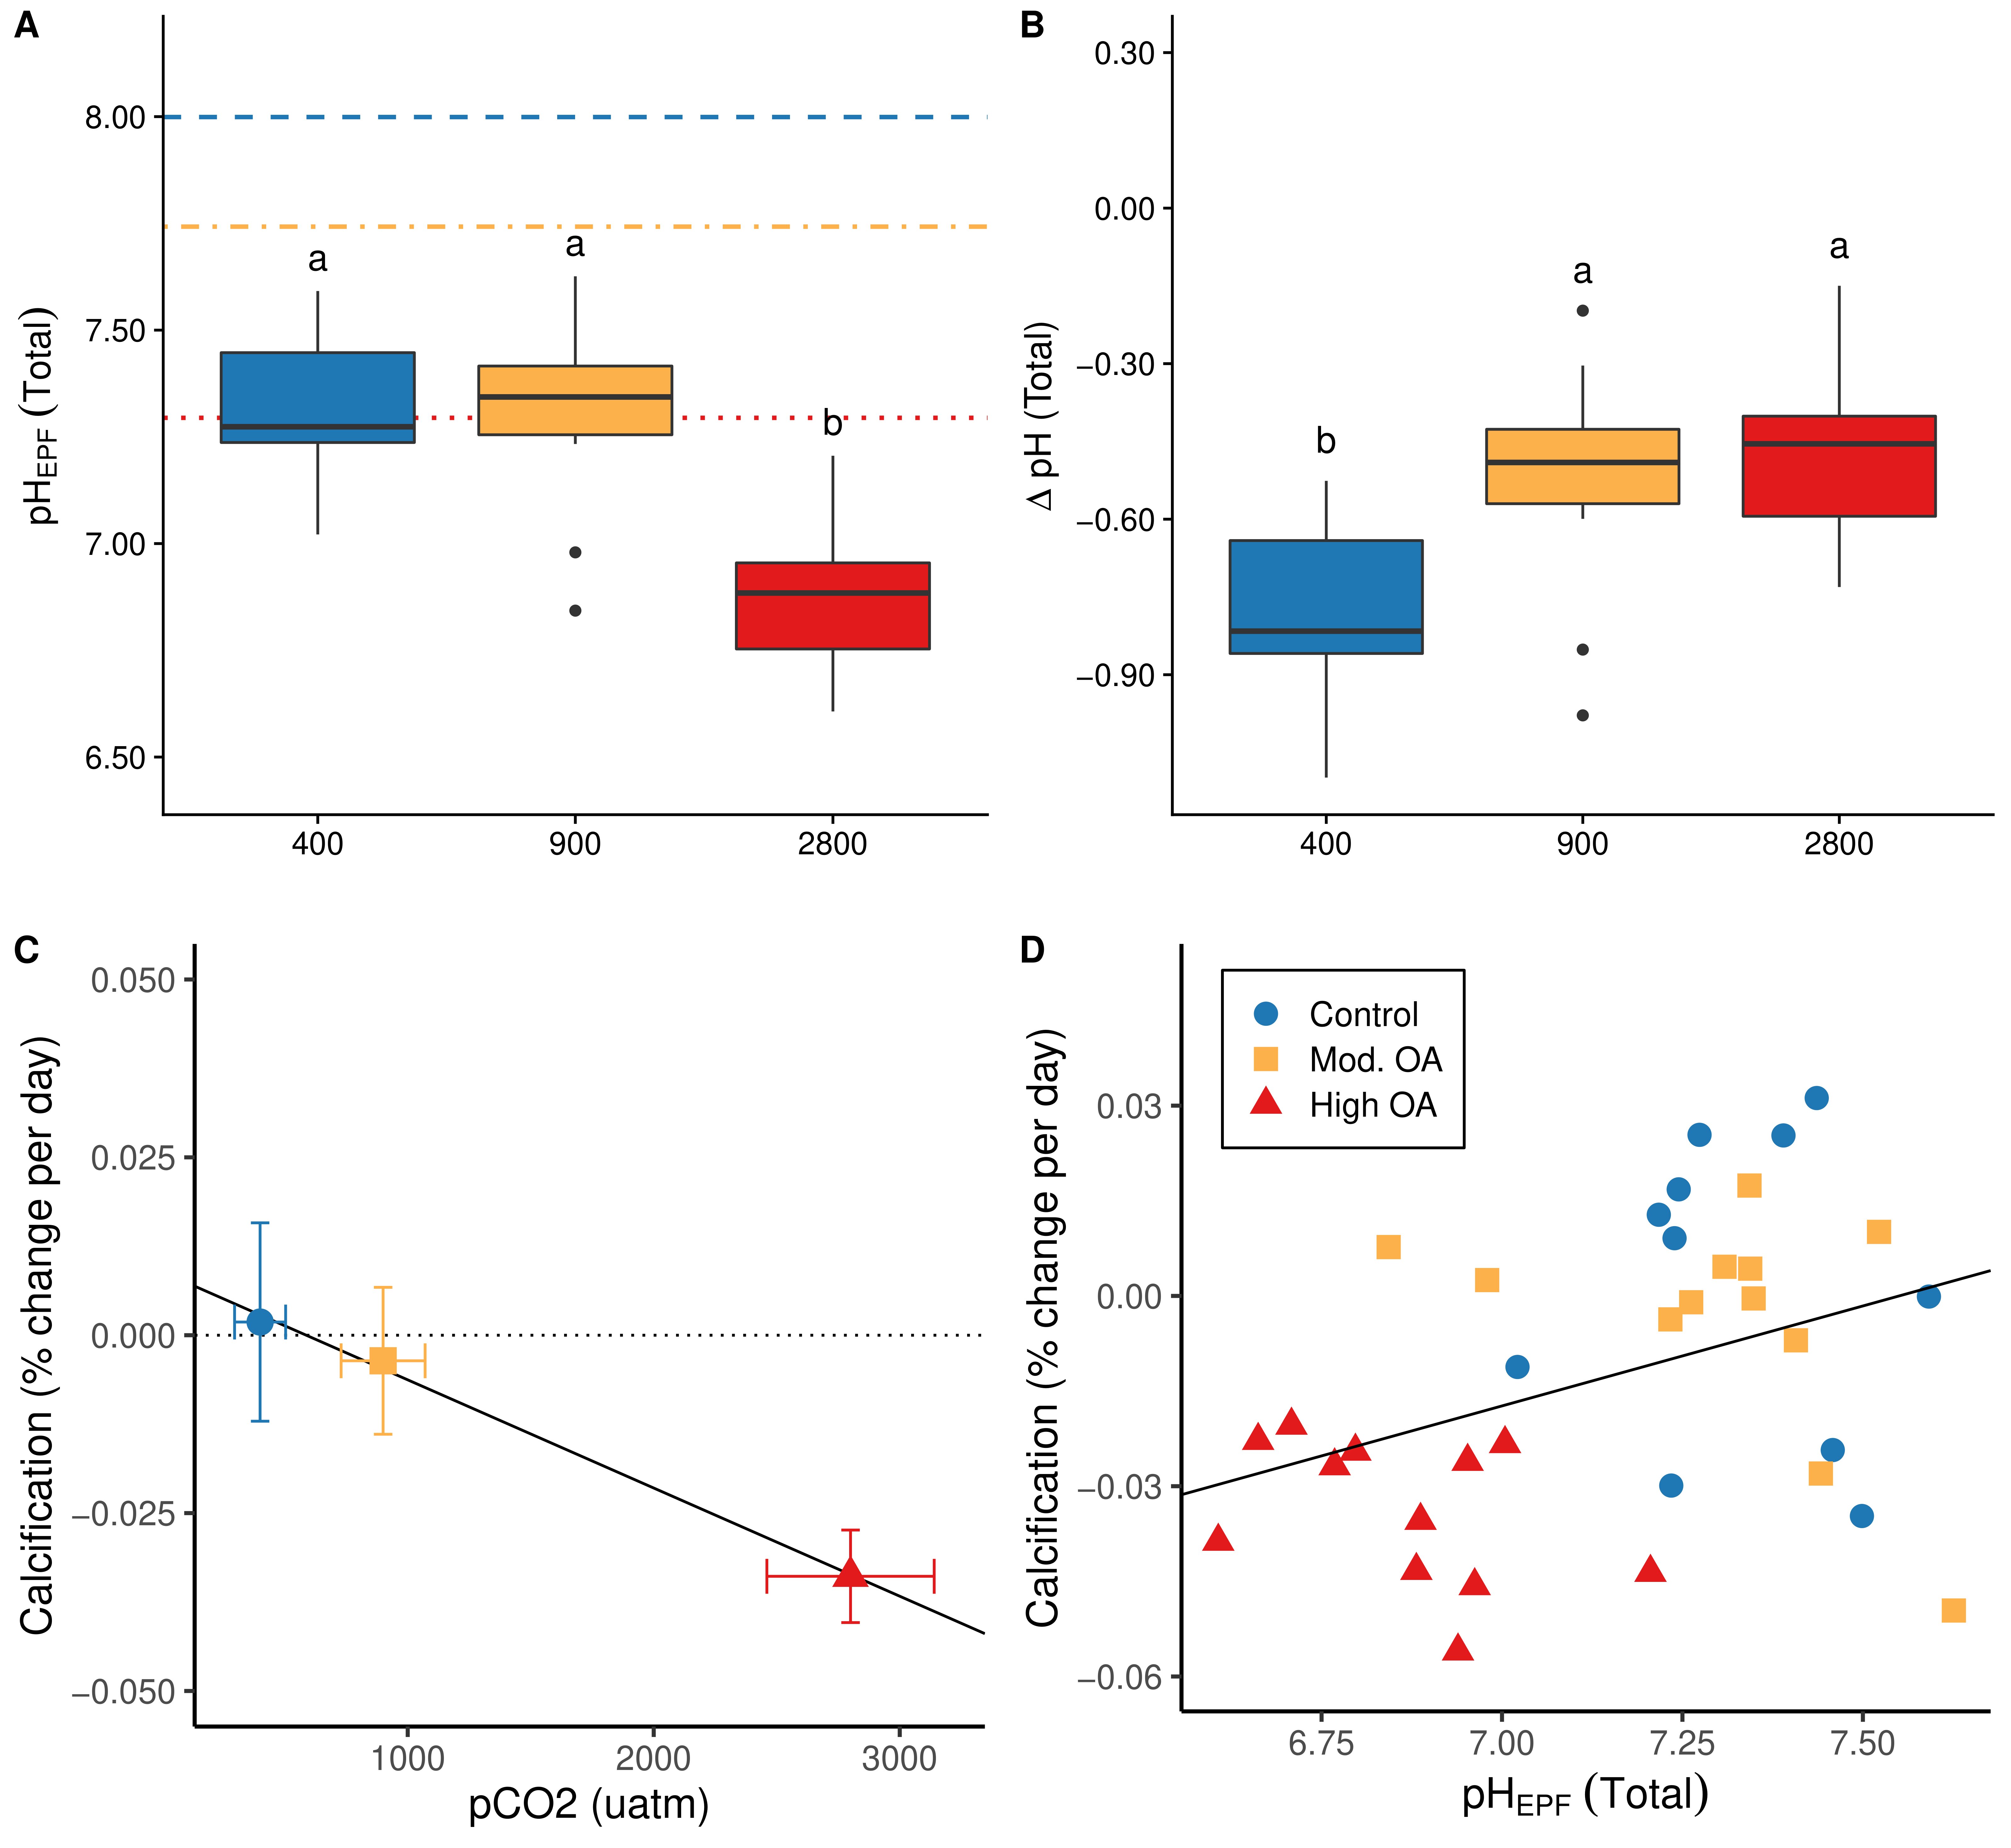 A
8.00
7.50
7.00
6.50
pHEPF (Total)
a
a
b
400
900
2800
B
0.30
0.00
−0.30
−0.60
−0.90
Δ pH (Total)
b
a
a
400
900
2800
C
0.050
0.025
0.000
−0.025
−0.050
Calcification (% change per day)
1000
2000
3000
pCO2 (uatm)
D
Control
Mod. OA
High OA
0.03
0.00
−0.03
−0.06
Calcification (% change per day)
6.75
7.00
7.25
7.50
pHEPF (Total)